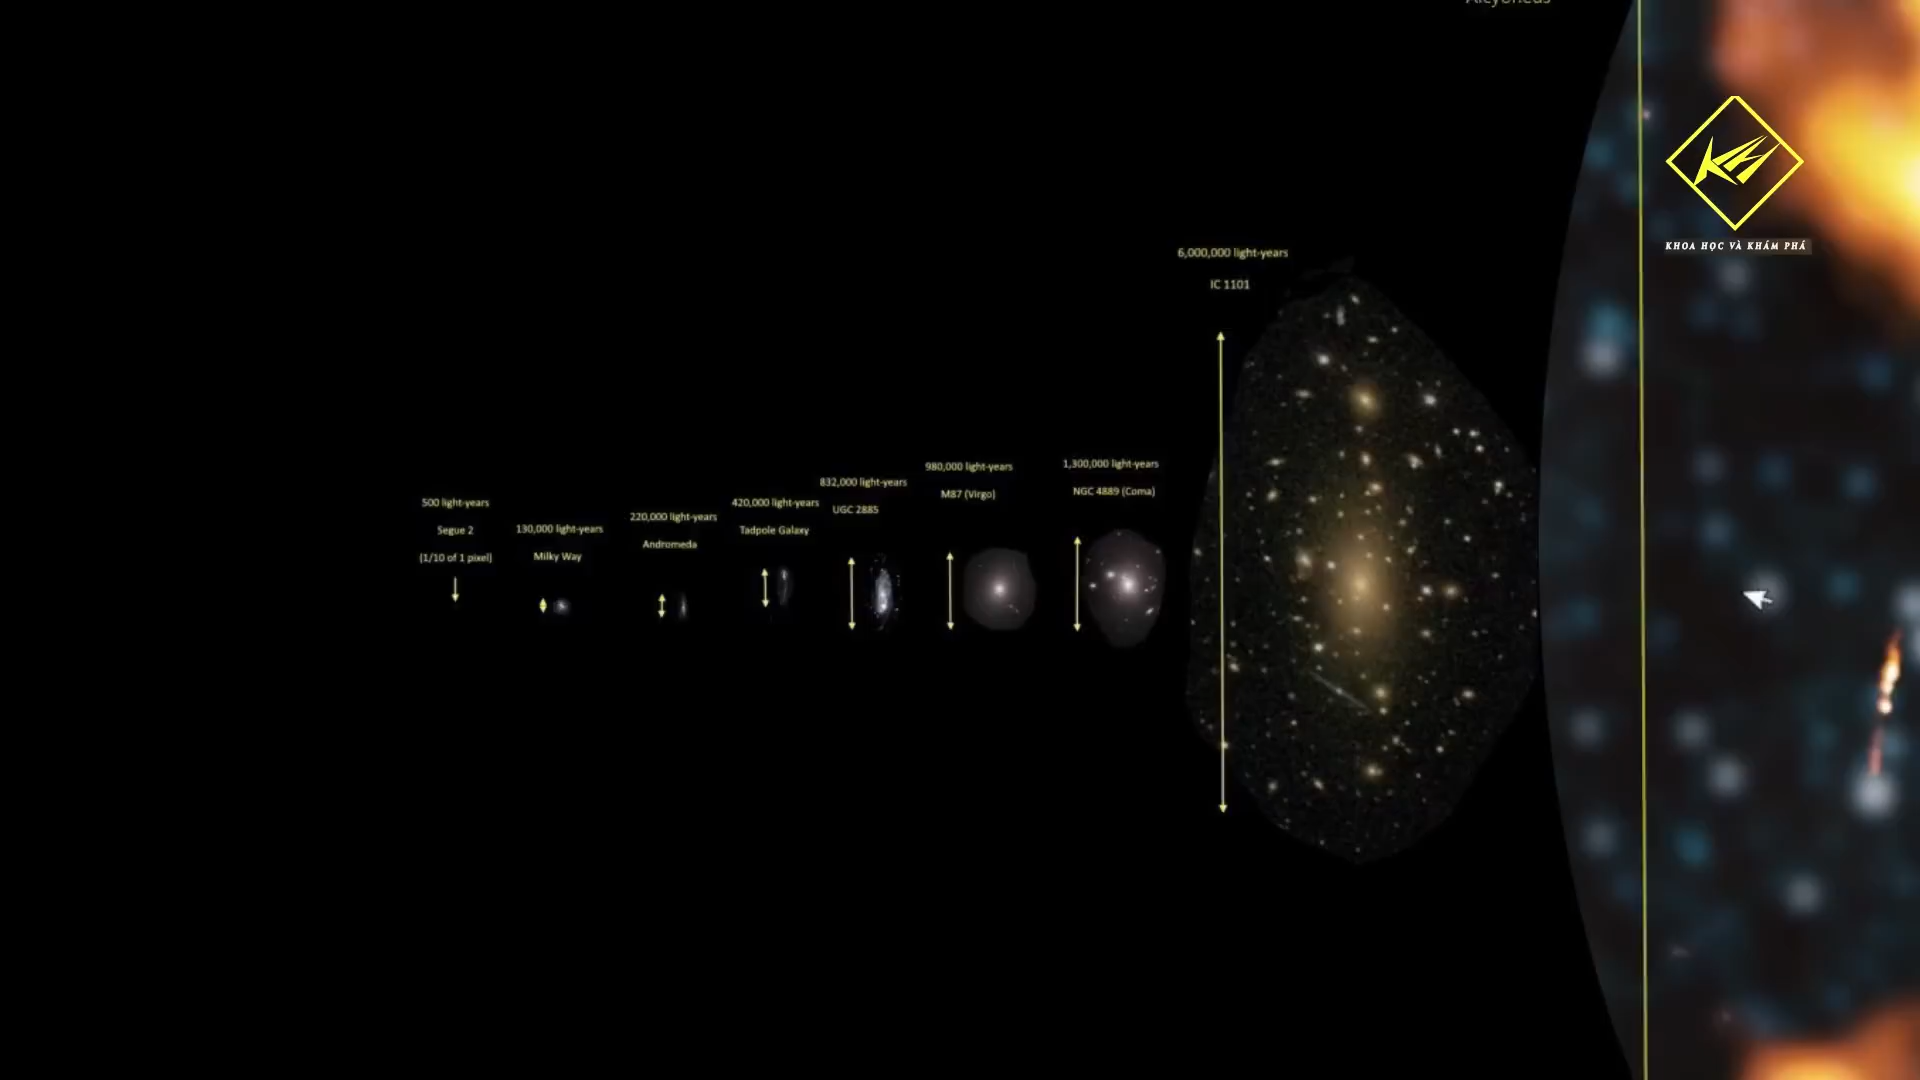 Alcyoneus
KM
KHOA HỌC VÀ KHÁM PHÁ
6,000,000 light-years
IC 1101
980,000 light-years
M87 (Virgo)
1,300,000 light-years
NGC 4889 (Coma)
832,000 light-years
UGC 2885
500 light-years
Segue 2
(1/10 of 1 pixel)
130,000 light-years
Milky Way
220,000 light-years
Andromeda
420,000 light-years
Tadpole Galaxy